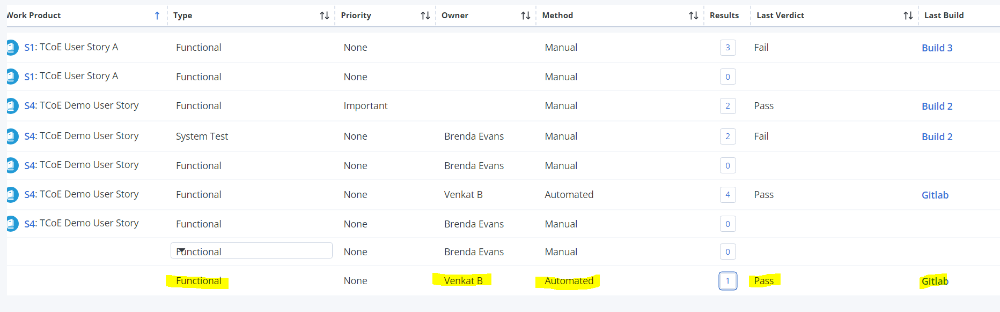 Work Product Type Priority Owner Method Results Last Verdict Last Build
S1: TCoE User Story A Functional None Manual 3 Fail Build 3
S1: TCoE User Story A Functional None Manual 0
S4: TCoE Demo User Story Functional Important Manual 2 Pass Build 2
S4: TCoE Demo User Story System Test None Brenda Evans Manual 2 Fail Build 2
S4: TCoE Demo User Story Functional None Brenda Evans Manual 0
S4: TCoE Demo User Story Functional None Venkat B Automated 4 Pass Gitlab
S4: TCoE Demo User Story Functional None Brenda Evans Manual 0
Functional None Brenda Evans Manual 0
Functional None Venkat B Automated 1 Pass Gitlab